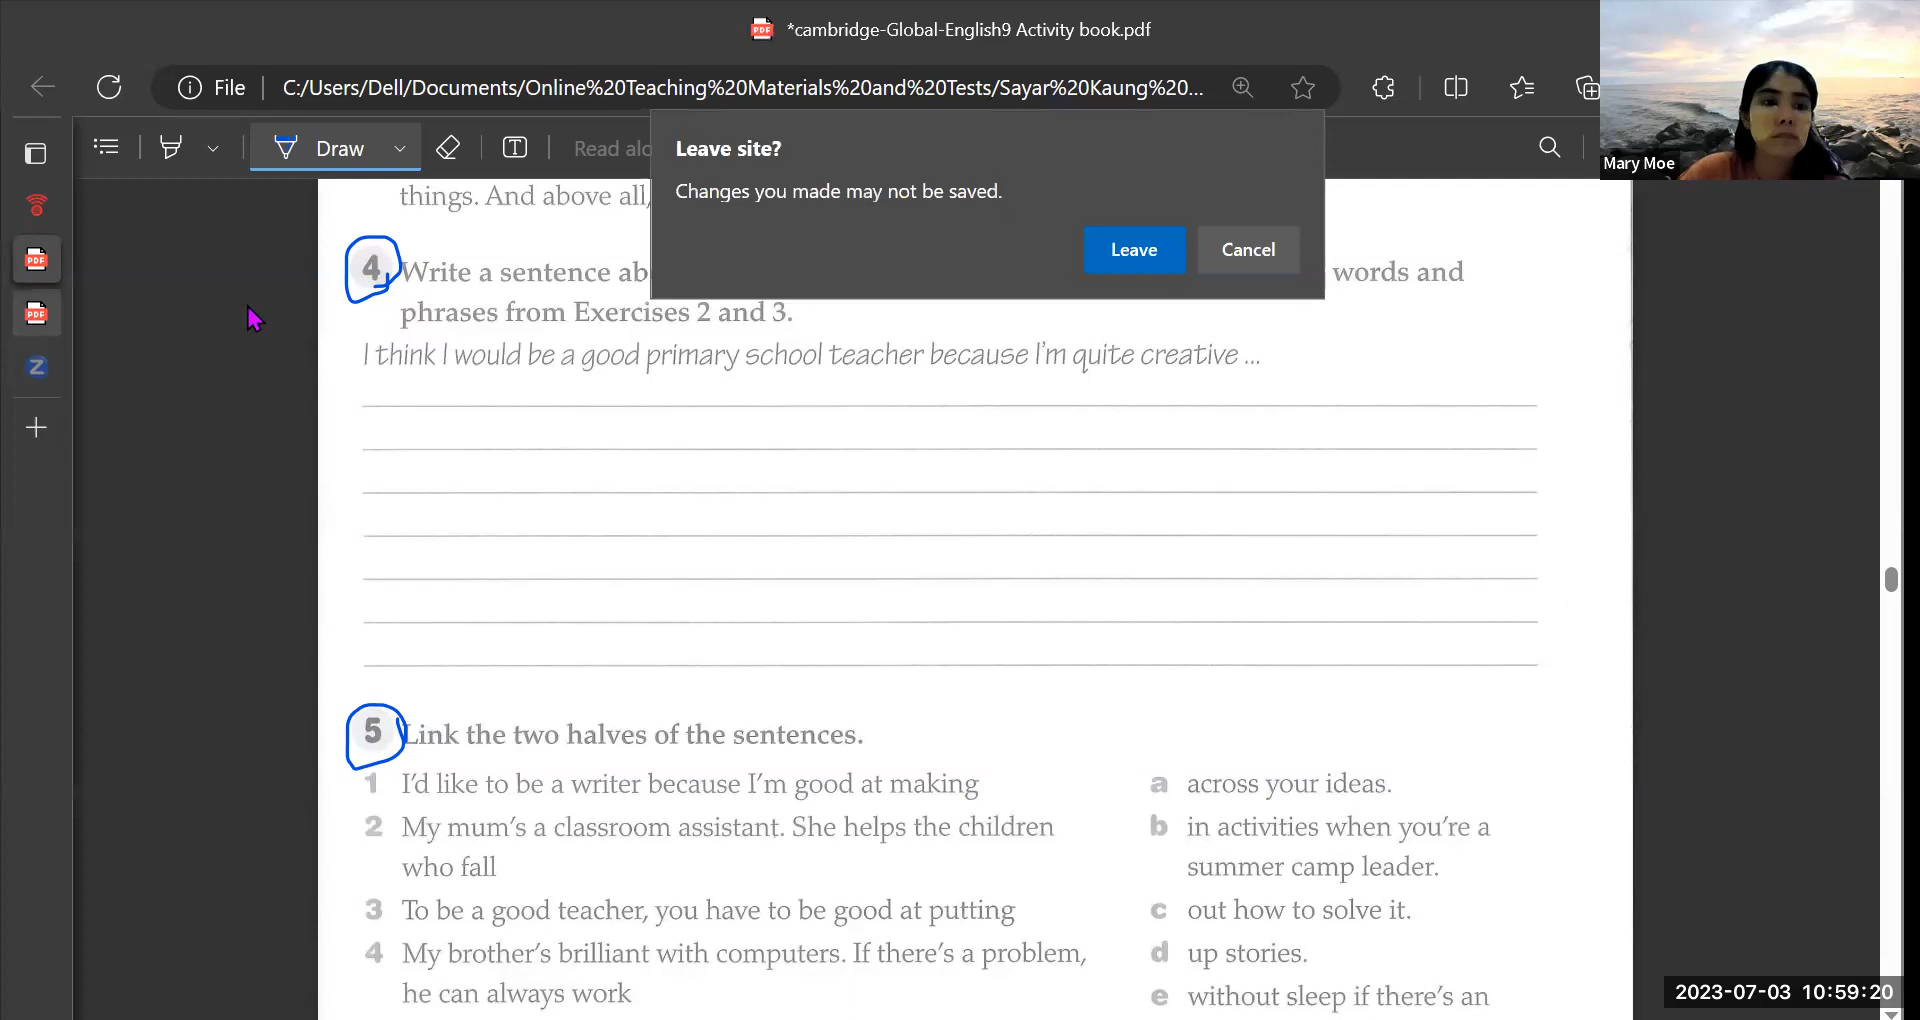 *cambridge-Global-English9 Activity book.pdf
File
C:/Users/Dell/Documents/Online%20Teaching%20Materials%20and%20Tests/Sayar%20Kaung%20...
Draw
Read alo
Leave site?
Changes you made may not be saved.
Leave
Cancel
Mary Moe
things. And above all,
4 Write a sentence ab words and
phrases from Exercises 2 and 3.
I think I would be a good primary school teacher because I'm quite creative ...
5 Link the two halves of the sentences.
1 I'd like to be a writer because I'm good at making
2 My mum's a classroom assistant. She helps the children
who fall
3 To be a good teacher, you have to be good at putting
4 My brother's brilliant with computers. If there's a problem,
he can always work
a across your ideas.
b in activities when you're a
summer camp leader.
c out how to solve it.
d up stories.
e without sleep if there's an
2023-07-03 10:59:20